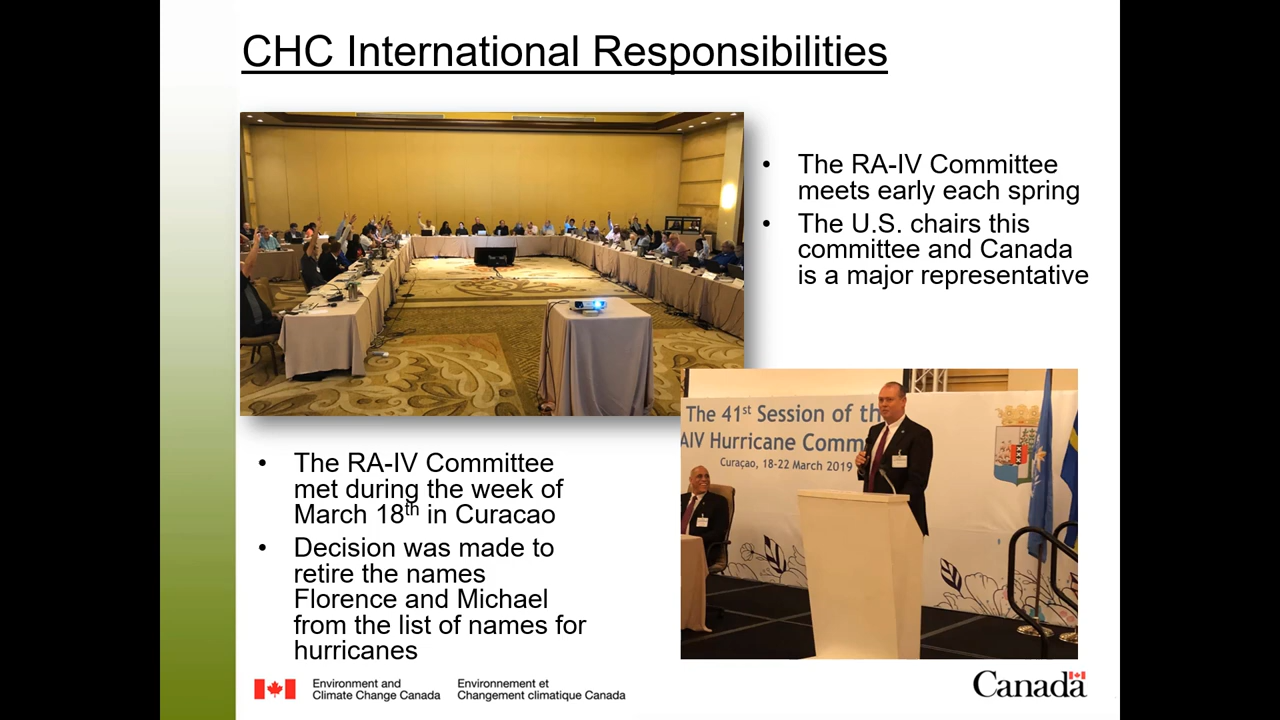 CHC International Responsibilities
• The RA-IV Committee
meets early each spring
• The U.S. chairs this
committee and Canada
is a major representative
The 41st Session of th
AIV Hurricane Comm
Curaçao, 18-22 March 2019
• The RA-IV Committee
met during the week of
March 18th in Curacao
• Decision was made to
retire the names
Florence and Michael
from the list of names for
hurricanes
Environment and
Climate Change Canada
Environnement et
Changement climatique Canada
Canada